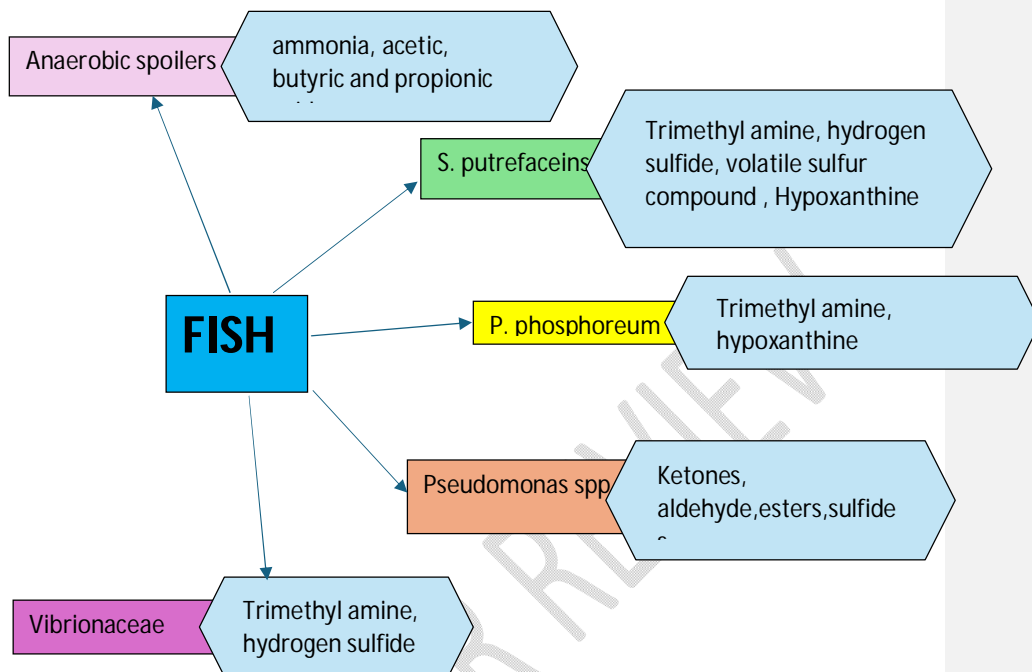 Anaerobic spoilers
ammonia, acetic,
butyric and propionic
S. putrefaceins
Trimethyl amine, hydrogen
sulfide, volatile sulfur
compound , Hypoxanthine
FISH
P. phosphoreum
Trimethyl amine,
hypoxanthine
Pseudomonas spp
Ketones,
aldehyde,esters,sulfide
s
Vibrionaceae
Trimethyl amine,
hydrogen sulfide
R REVIEW